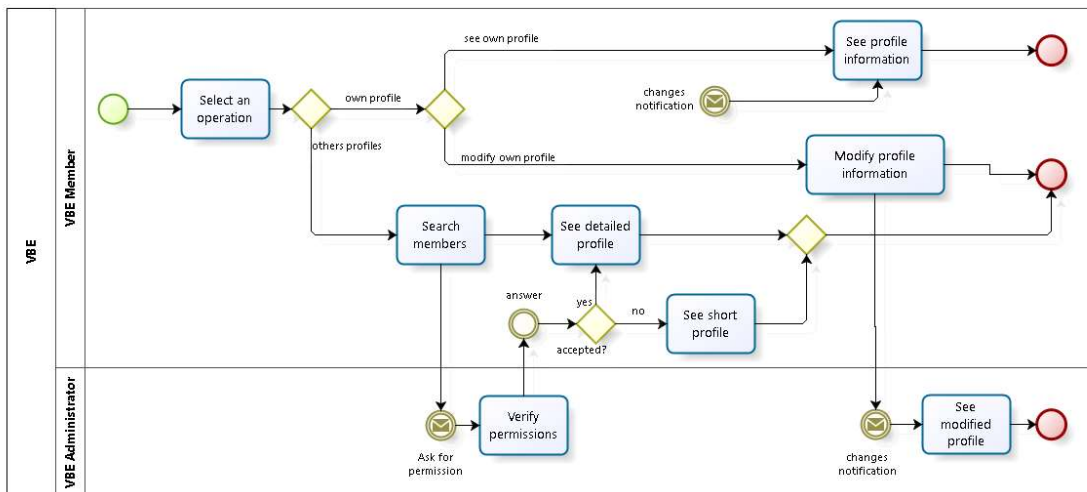 VBE
VBE Member
VBE Administrator
see own profile
See profile
information
changes
notification
Select an
operation
own profile
others profiles
modify own profile
Modify profile
information
Search
members
See detailed
profile
answer
yes
no
accepted?
See short
profile
Ask for
permission
Verify
permissions
changes
notification
See
modified
profile